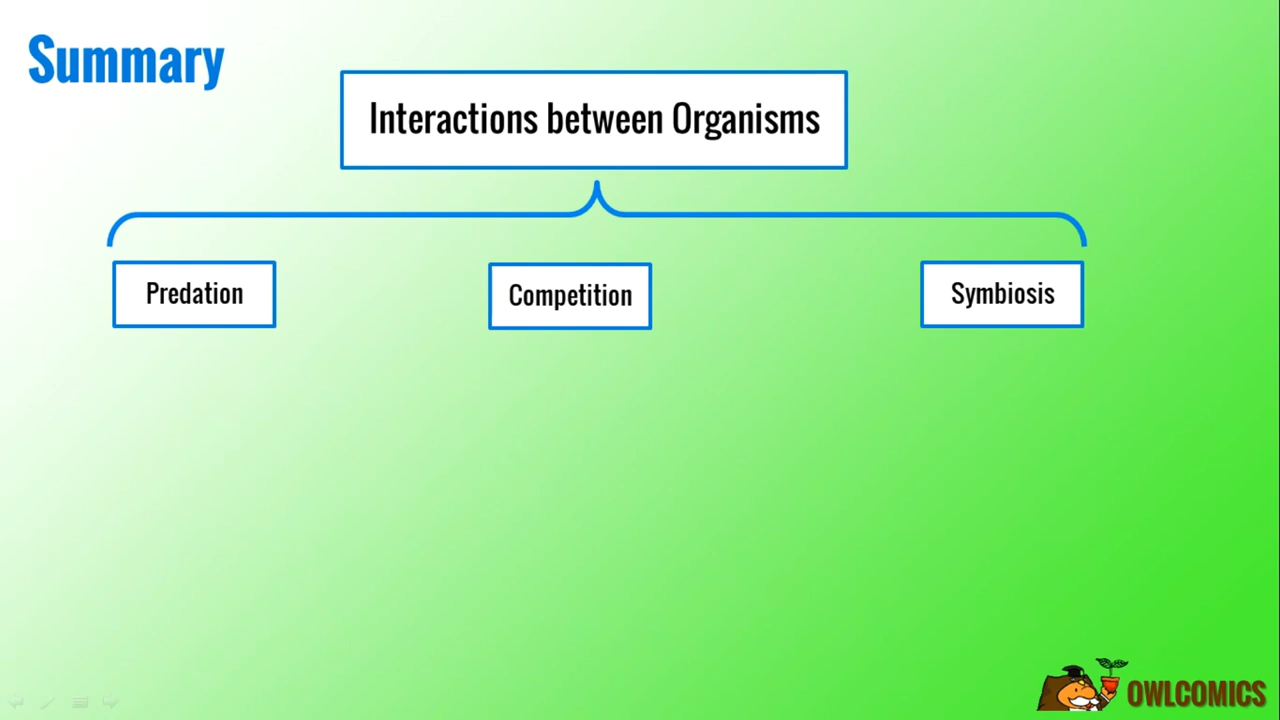 Summary
Interactions between Organisms
Predation
Competition
Symbiosis
OWLCOMICS